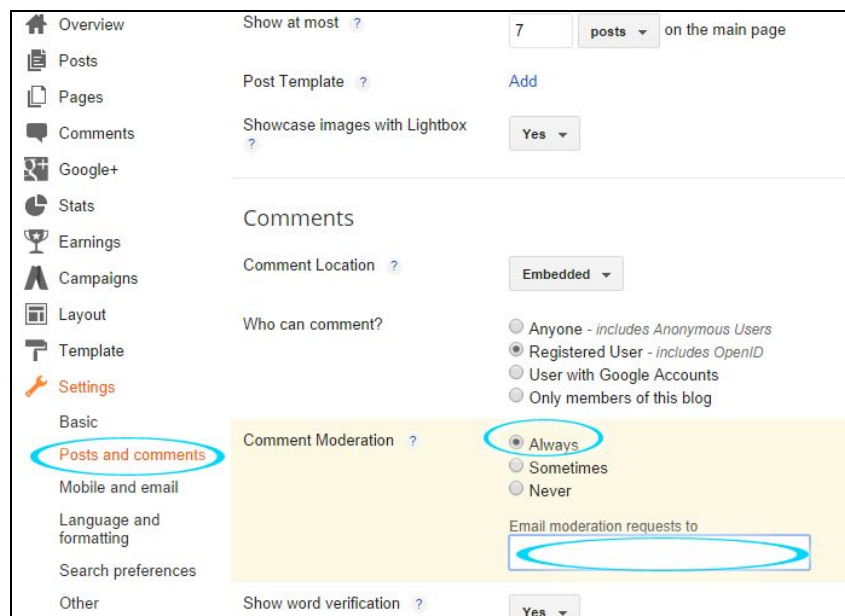 Overview
Posts
Pages
Comments
Google+
Stats
Earnings
Campaigns
Layout
Template
Settings
Basic
Posts and comments
Mobile and email
Language and
formatting
Search preferences
Other
Show at most ? 7 posts on the main page
Post Template ? Add
Showcase images with Lightbox
? Yes
Comments
Comment Location ? Embedded
Who can comment?
Anyone - includes Anonymous Users
Registered User - includes OpenID
User with Google Accounts
Only members of this blog
Comment Moderation ? Always
Sometimes
Never
Email moderation requests to
Show word verification ? Yes